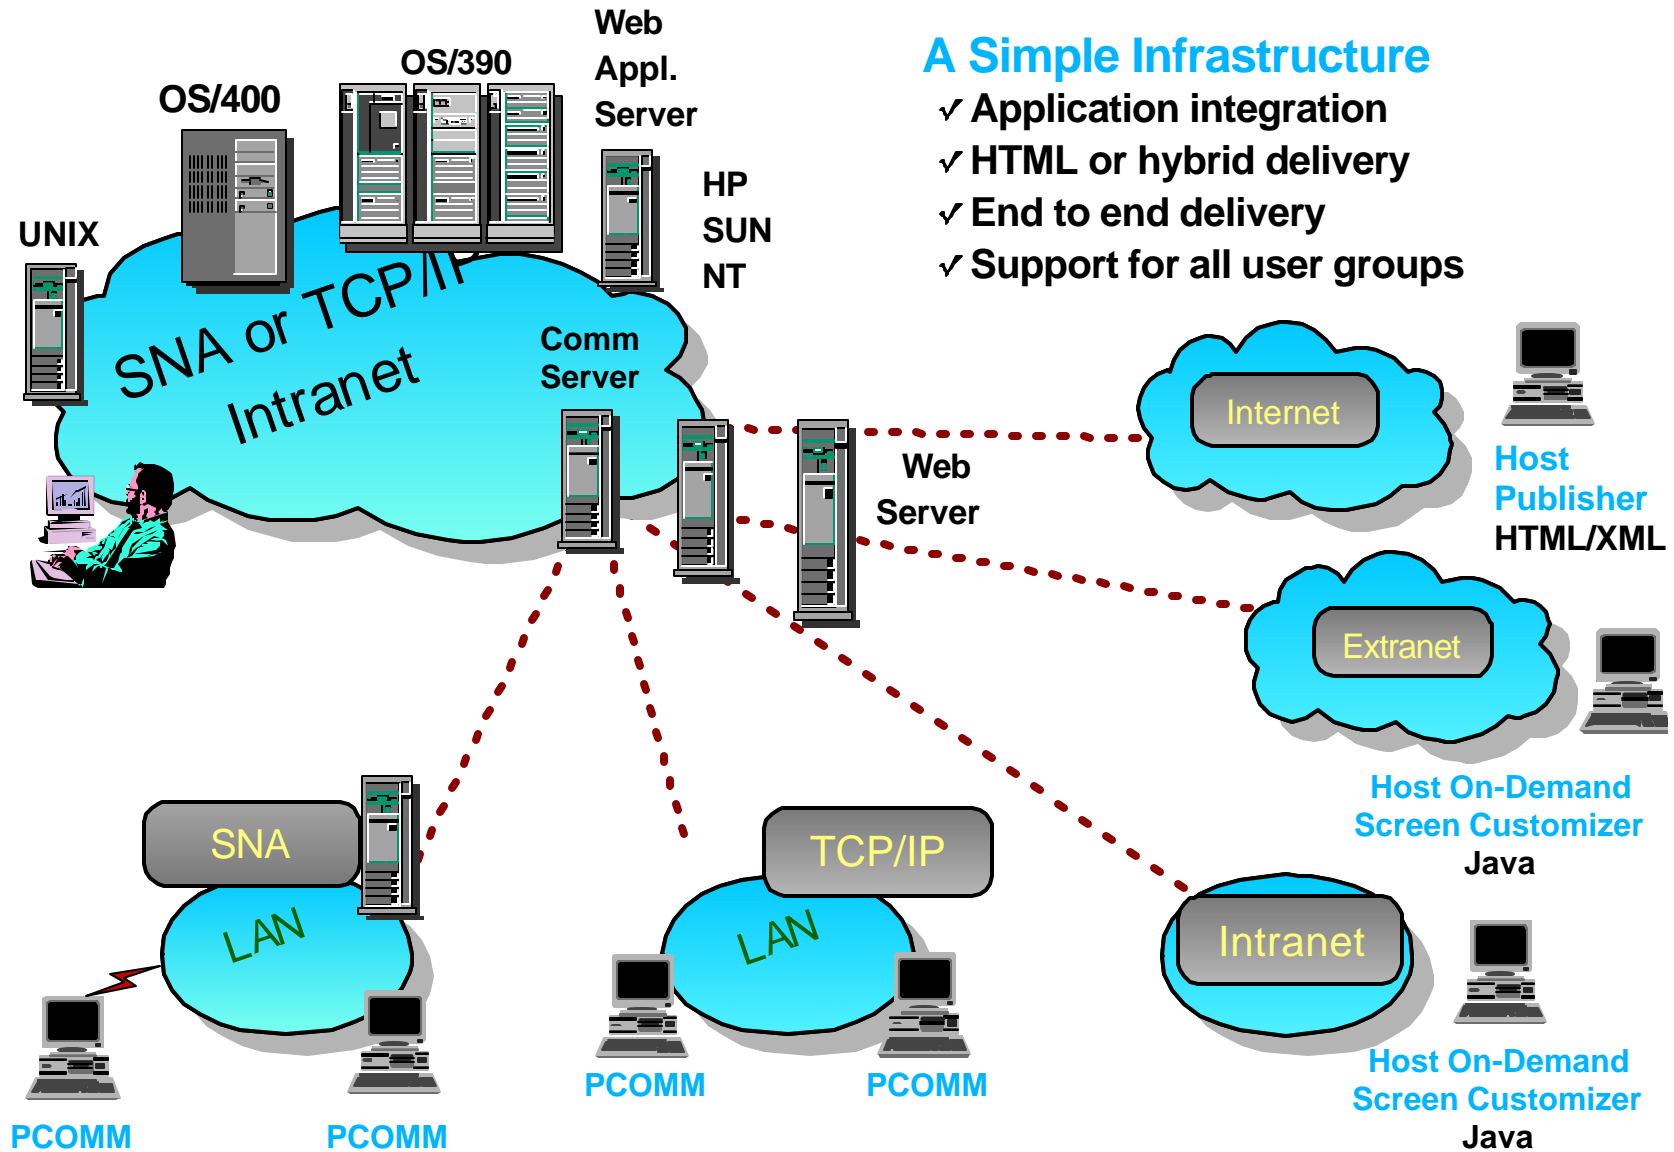 Web
Appl.
Server
OS/390
OS/400
UNIX
HP
SUN
NT
A Simple Infrastructure
✓ Application integration
✓ HTML or hybrid delivery
✓ End to end delivery
✓ Support for all user groups
SNA or TCP/IP
Intranet
Comm
Server
Web
Server
Internet
Host
Publisher
HTML/XML
Extranet
Host On-Demand
Screen Customizer
Java
SNA
LAN
TCP/IP
LAN
Intranet
PCOMM
PCOMM
PCOMM
PCOMM
Host On-Demand
Screen Customizer
Java